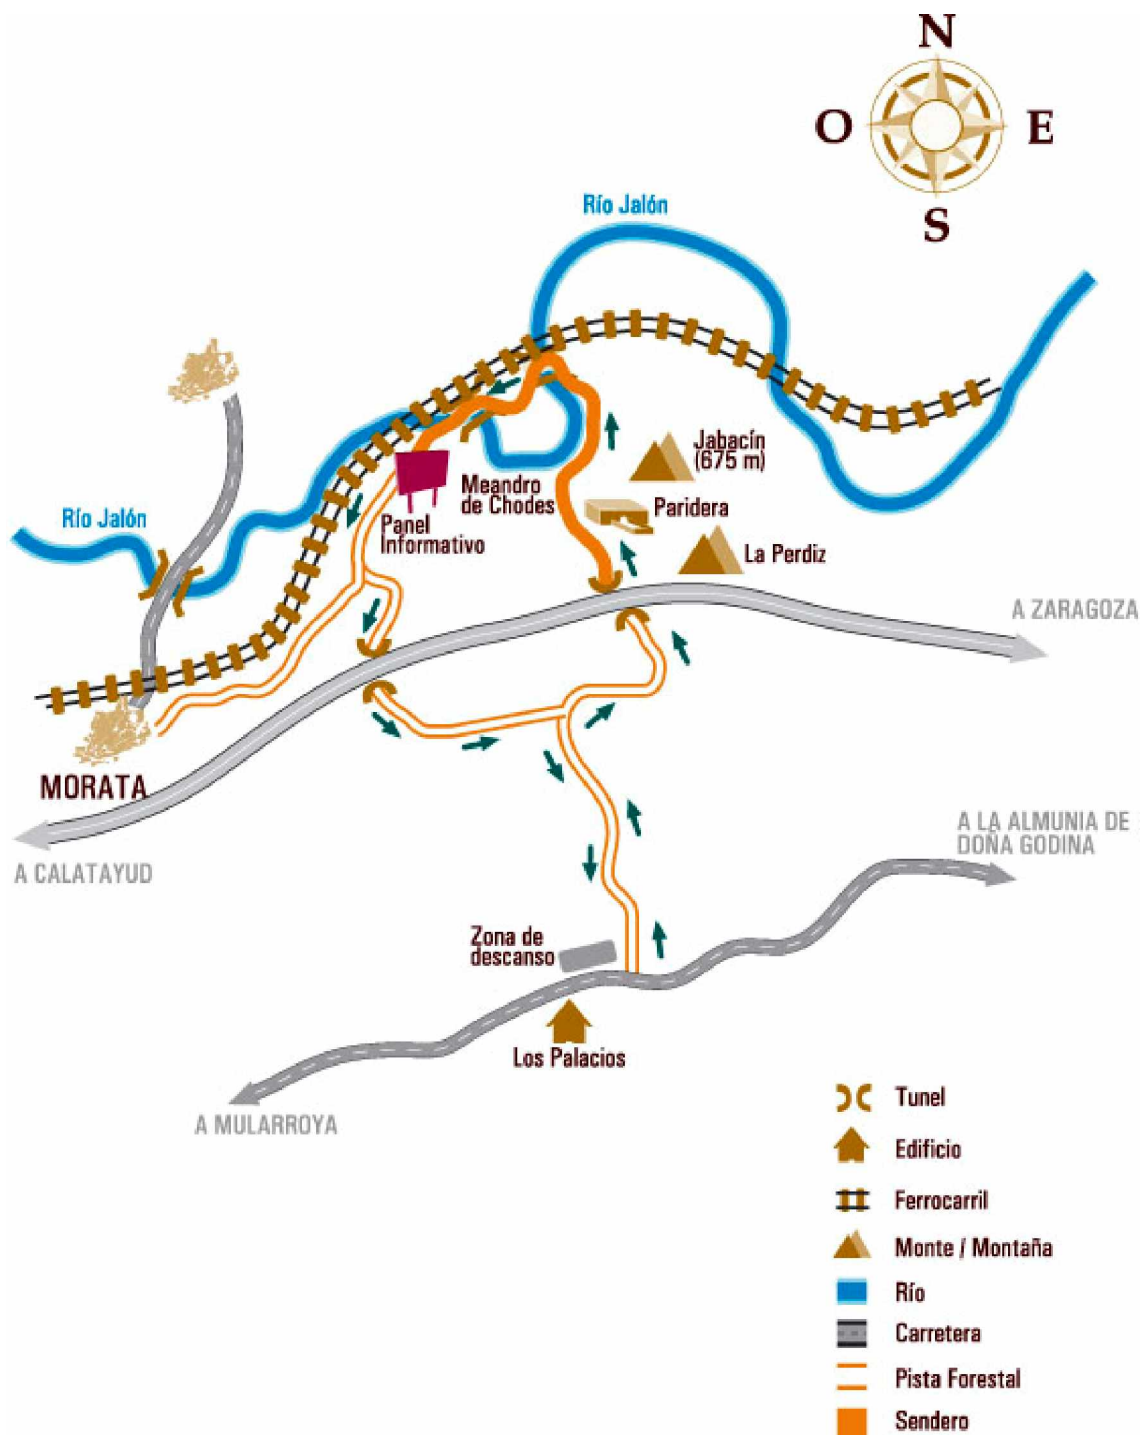 N
O
E
S
Río Jalón
Jabacín
(675 m)
Meandro
de Chodes
Paridera
Río Jalón
Panel
Informativo
La Perdiz
A ZARAGOZA
MORATA
A CALATAYUD
A LA ALMUNIA DE
DOÑA GODINA
Zona de
descanso
Los Palacios
A MULARROYA
Tunel
Edificio
Ferrocarril
Monte / Montaña
Río
Carretera
Pista Forestal
Sendero